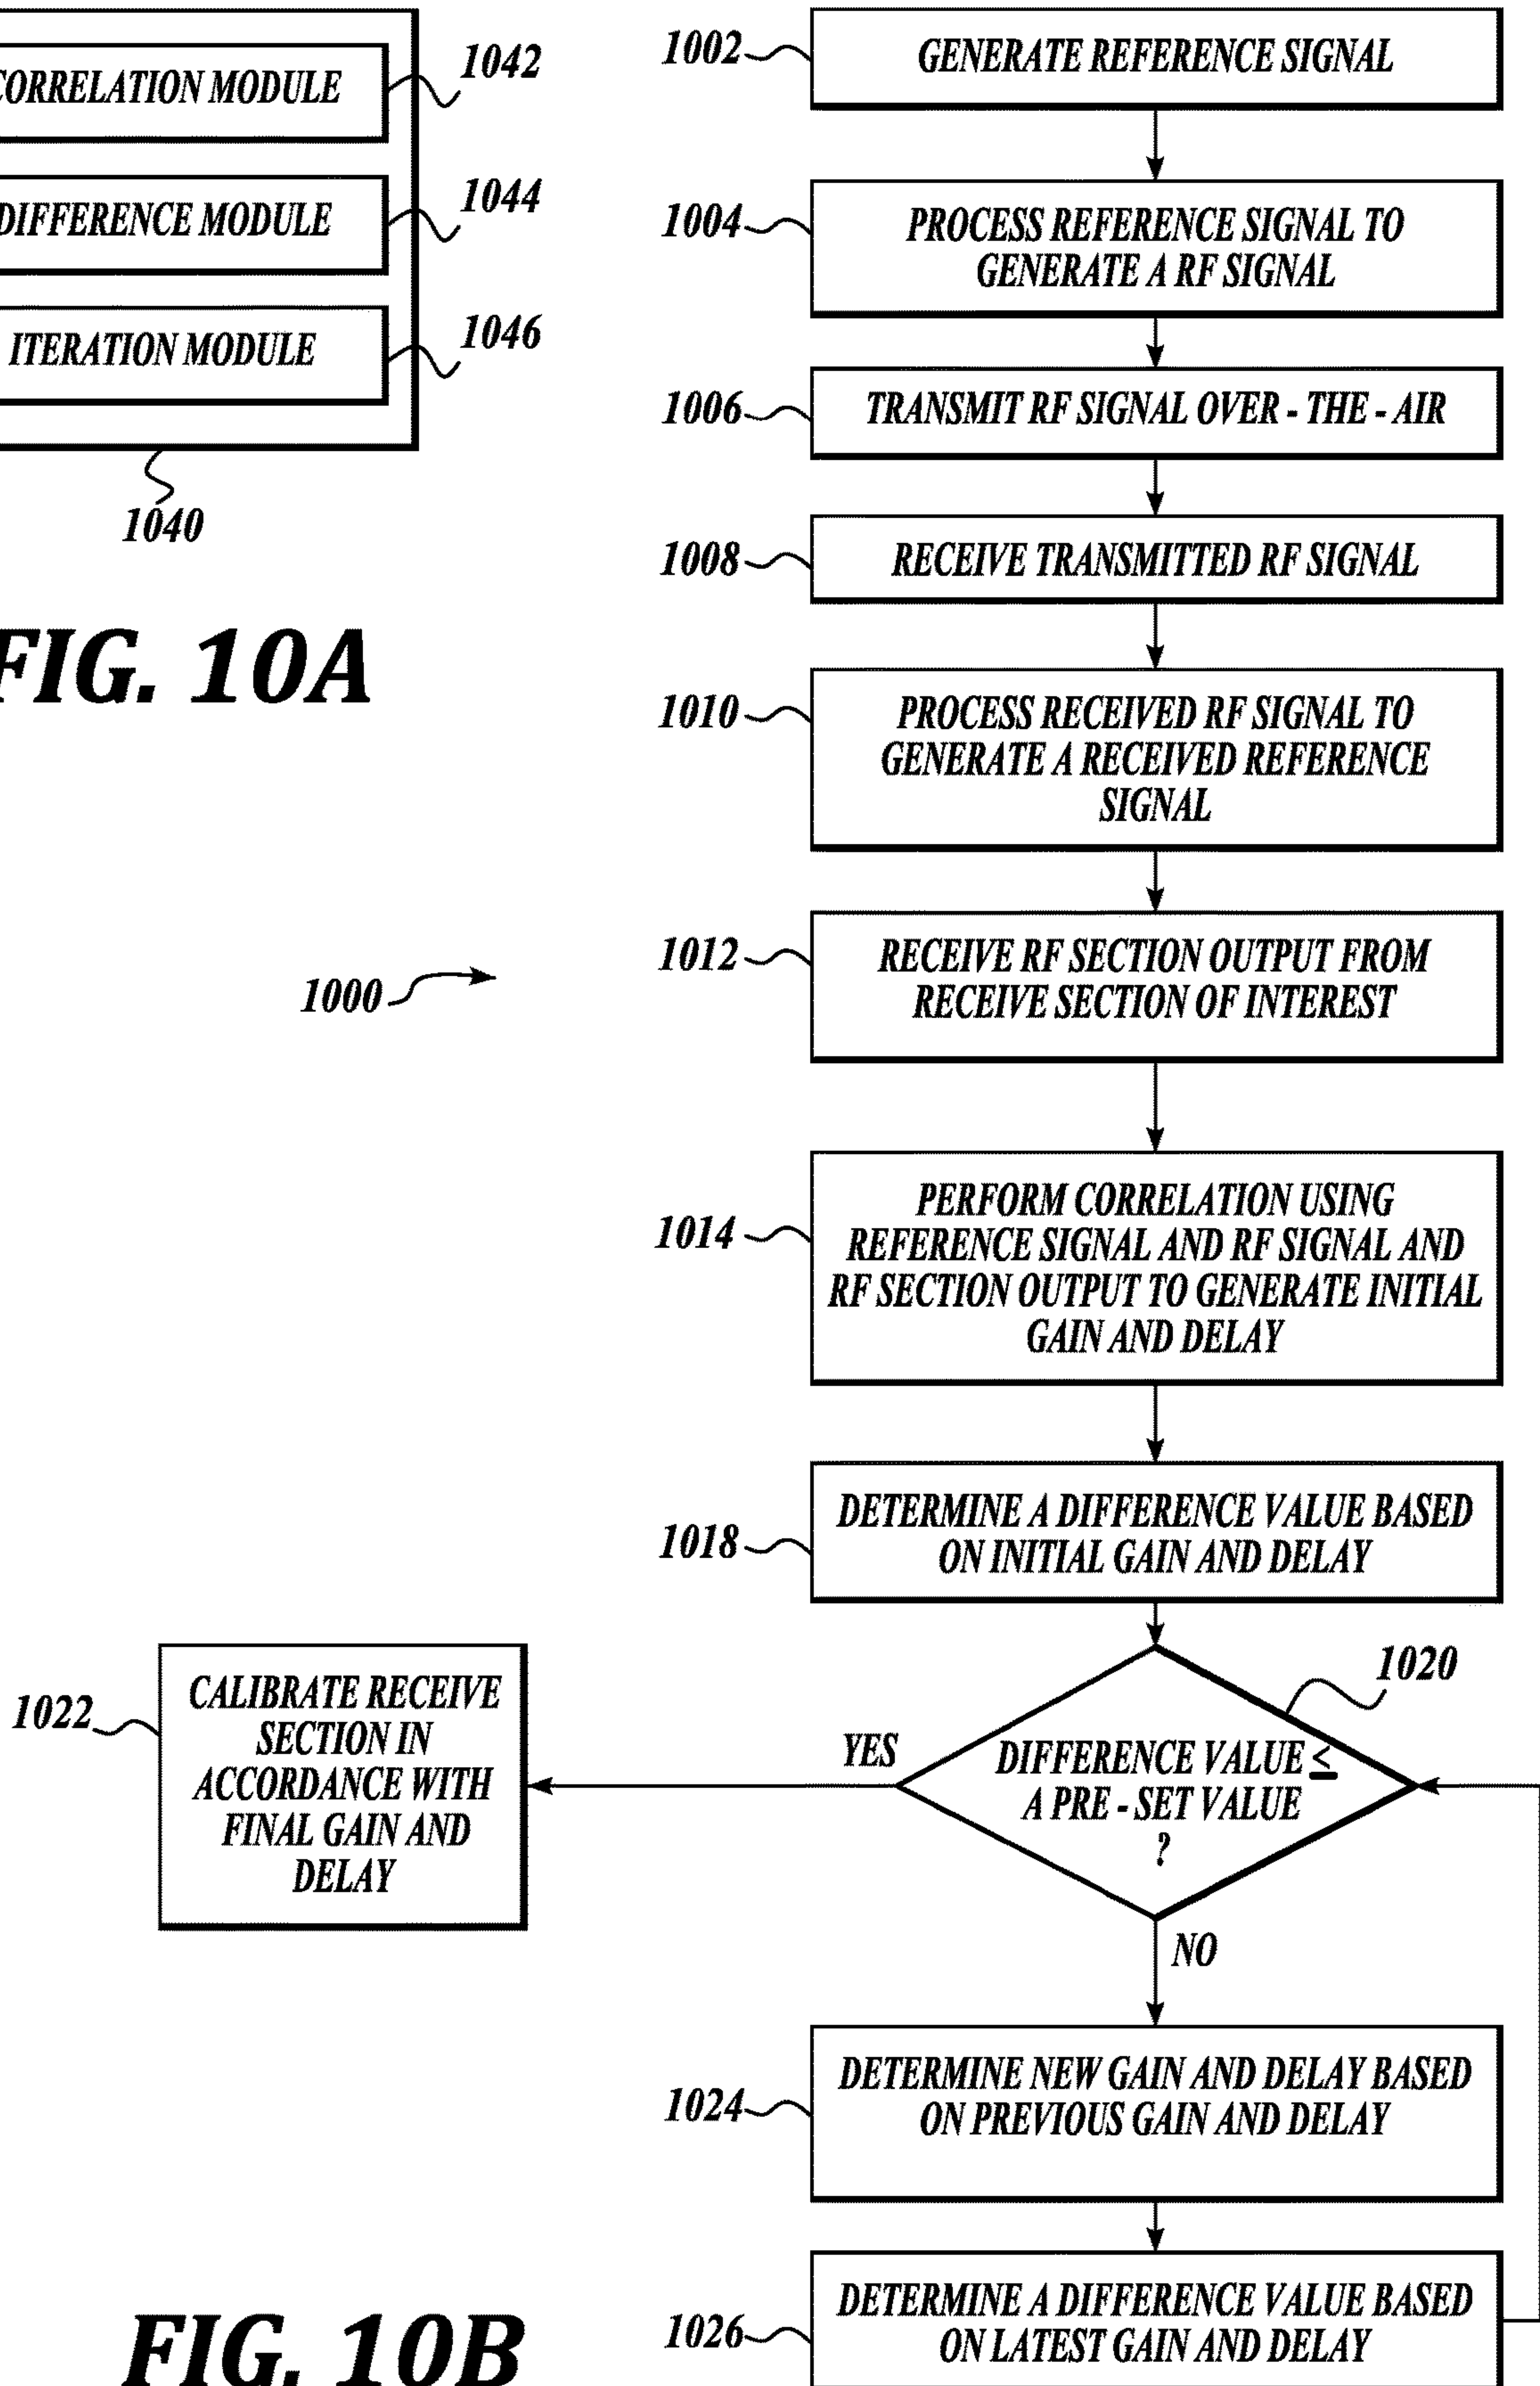 CORRELATION MODULE
1042
DIFFERENCE MODULE
1044
ITERATION MODULE
1046
1040
FIG. 10A
1002
GENERATE REFERENCE SIGNAL
1004
PROCESS REFERENCE SIGNAL TO
GENERATE A RF SIGNAL
1006
TRANSMIT RF SIGNAL OVER - THE - AIR
1008
RECEIVE TRANSMITTED RF SIGNAL
1010
PROCESS RECEIVED RF SIGNAL TO
GENERATE A RECEIVED REFERENCE
SIGNAL
1000
1012
RECEIVE RF SECTION OUTPUT FROM
RECEIVE SECTION OF INTEREST
1014
PERFORM CORRELATION USING
REFERENCE SIGNAL AND RF SIGNAL AND
RF SECTION OUTPUT TO GENERATE INITIAL
GAIN AND DELAY
1018
DETERMINE A DIFFERENCE VALUE BASED
ON INITIAL GAIN AND DELAY
1020
DIFFERENCE VALUE ≤
A PRE - SET VALUE
?
YES
1022
CALIBRATE RECEIVE
SECTION IN
ACCORDANCE WITH
FINAL GAIN AND
DELAY
NO
1024
DETERMINE NEW GAIN AND DELAY BASED
ON PREVIOUS GAIN AND DELAY
1026
DETERMINE A DIFFERENCE VALUE BASED
ON LATEST GAIN AND DELAY
FIG. 10B